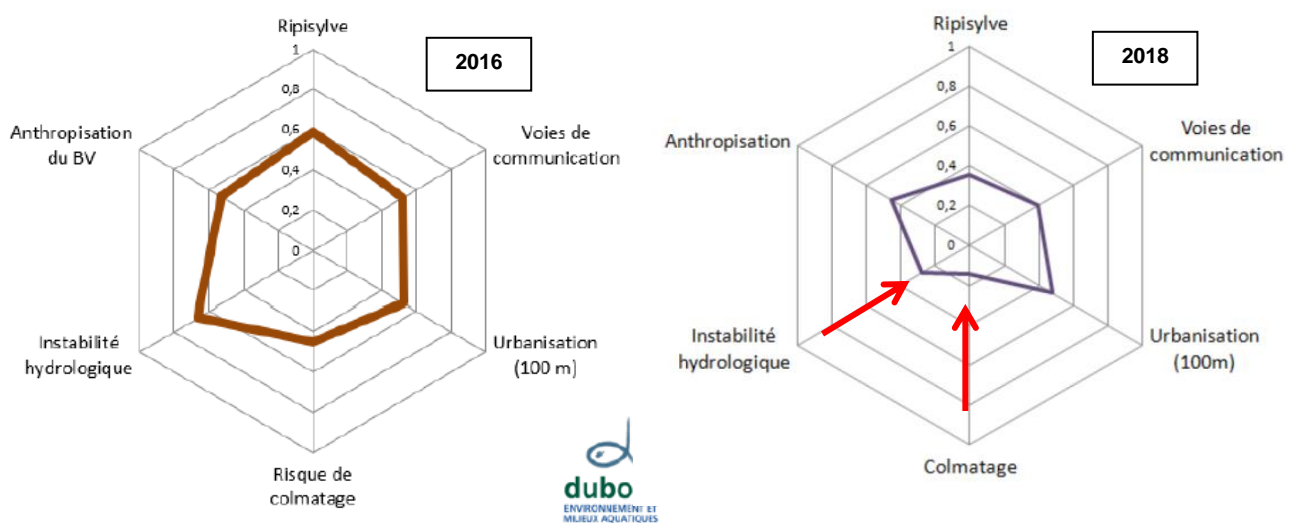 Ripisylve
2016
1
0,8
0,6
0,4
0,2
0
Anthropisation
du BV
Voies de
communication
Instabilité
hydrologique
Urbanisation
(100 m)
Risque de
colmatage
dubo
ENVIRONNEMENT ET
MILIEUX AQUATIQUES
Ripisylve
2018
1
0,8
0,6
0,4
0,2
0
Anthropisation
Voies de
communication
Instabilité
hydrologique
Urbanisation
(100m)
Colmatage